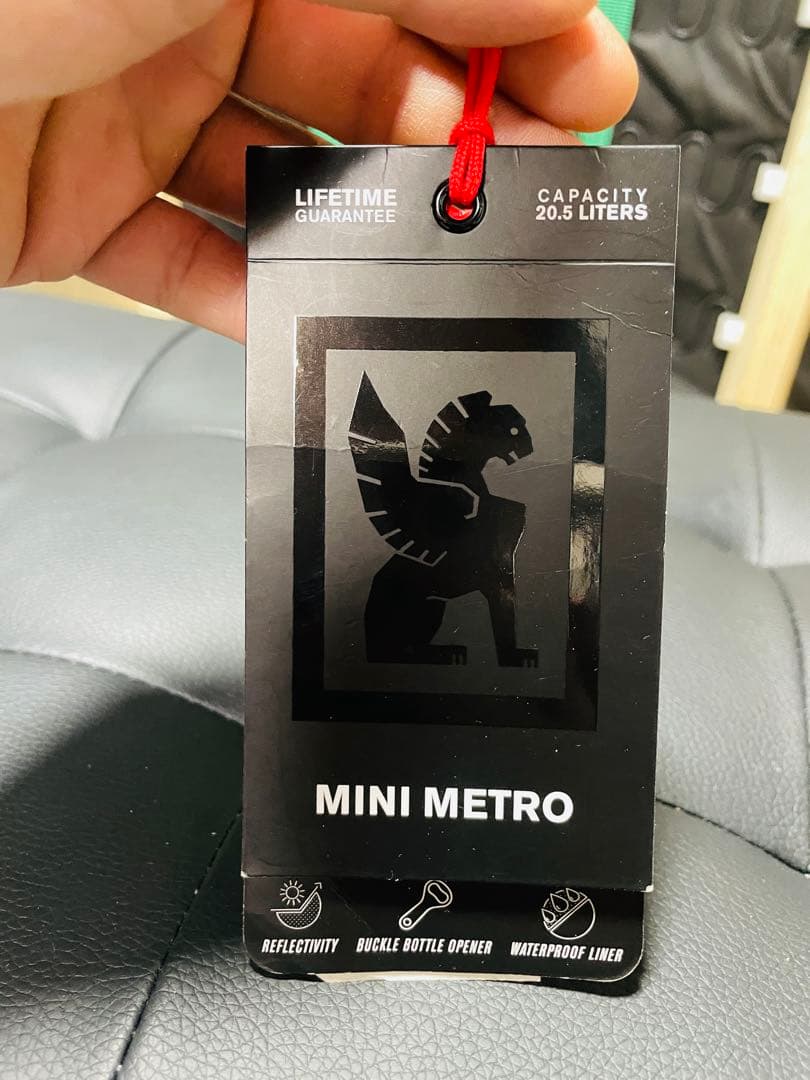 LIFETIME
GUARANTEE
CAPACITY
20.5 LITERS
MINI METRO
REFLECTIVITY
BUCKLE BOTTLE OPENER
WATERPROOF LINER